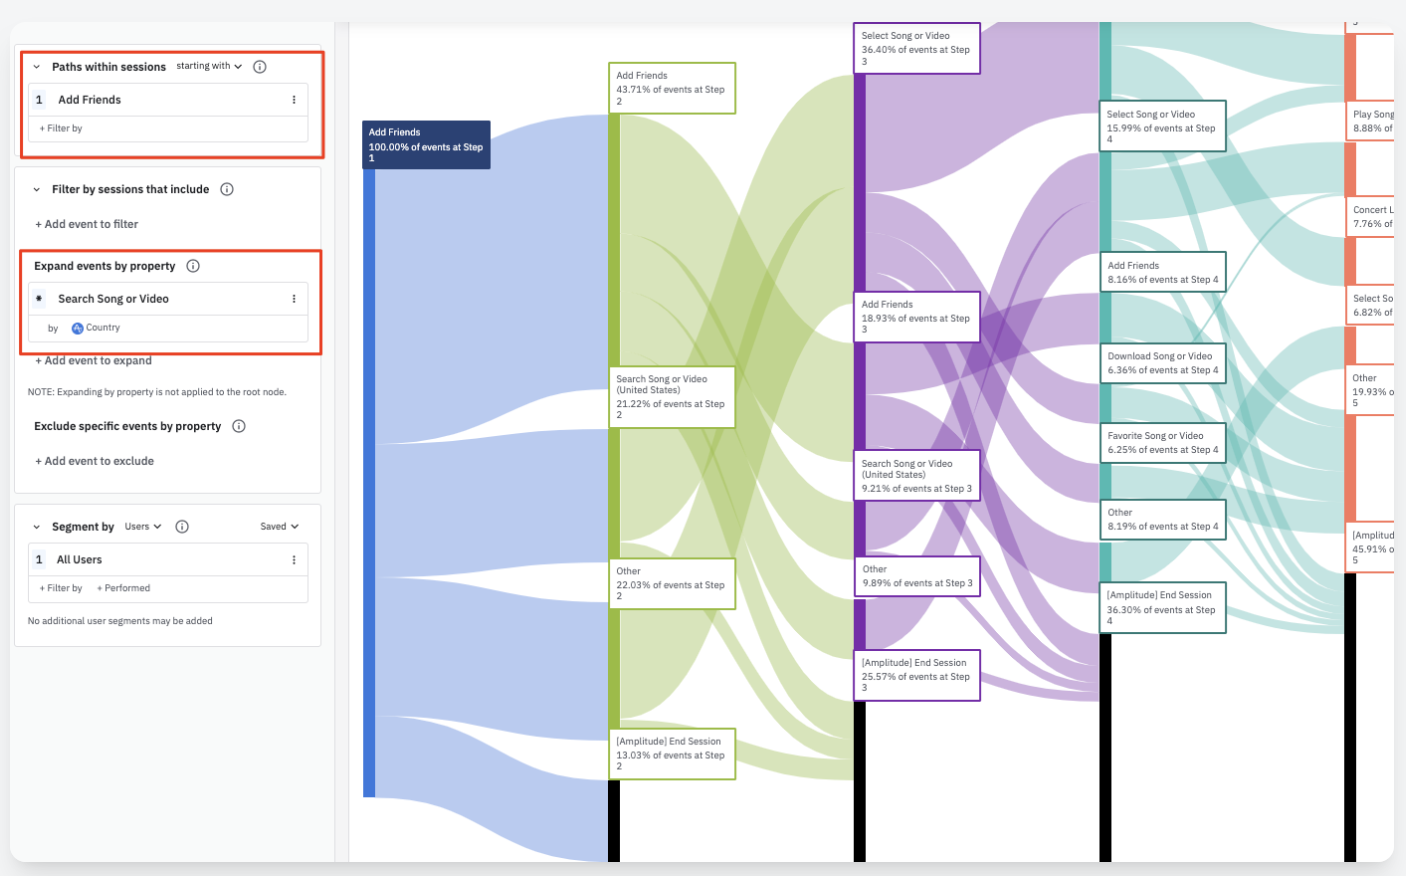 Paths within sessions starting with
1 Add Friends
+ Filter by
Filter by sessions that include
+ Add event to filter
Expand events by property
* Search Song or Video
by Country
+ Add event to expand
NOTE: Expanding by property is not applied to the root node.
Exclude specific events by property
+ Add event to exclude
Segment by Users Saved
1 All Users
+ Filter by + Performed
No additional user segments may be added
Add Friends
100.00% of events at Step
1
Add Friends
43.71% of events at Step
2
Search Song or Video
(United States)
21.22% of events at Step
2
Other
22.03% of events at Step
2
[Amplitude] End Session
13.03% of events at Step
2
Select Song or Video
36.40% of events at Step
3
Add Friends
18.93% of events at Step
3
Search Song or Video
(United States)
9.21% of events at Step 3
Other
9.89% of events at Step 3
[Amplitude] End Session
25.57% of events at Step
3
Select Song or Video
15.99% of events at Step
4
Add Friends
8.16% of events at Step 4
Download Song or Video
6.36% of events at Step 4
Favorite Song or Video
6.25% of events at Step 4
Other
8.19% of events at Step 4
[Amplitude] End Session
36.30% of events at Step
4
Play Song
8.88% of
Concert L
7.76% of
Select So
6.82% of
Other
19.93% o
5
[Amplitud
45.91% o
5